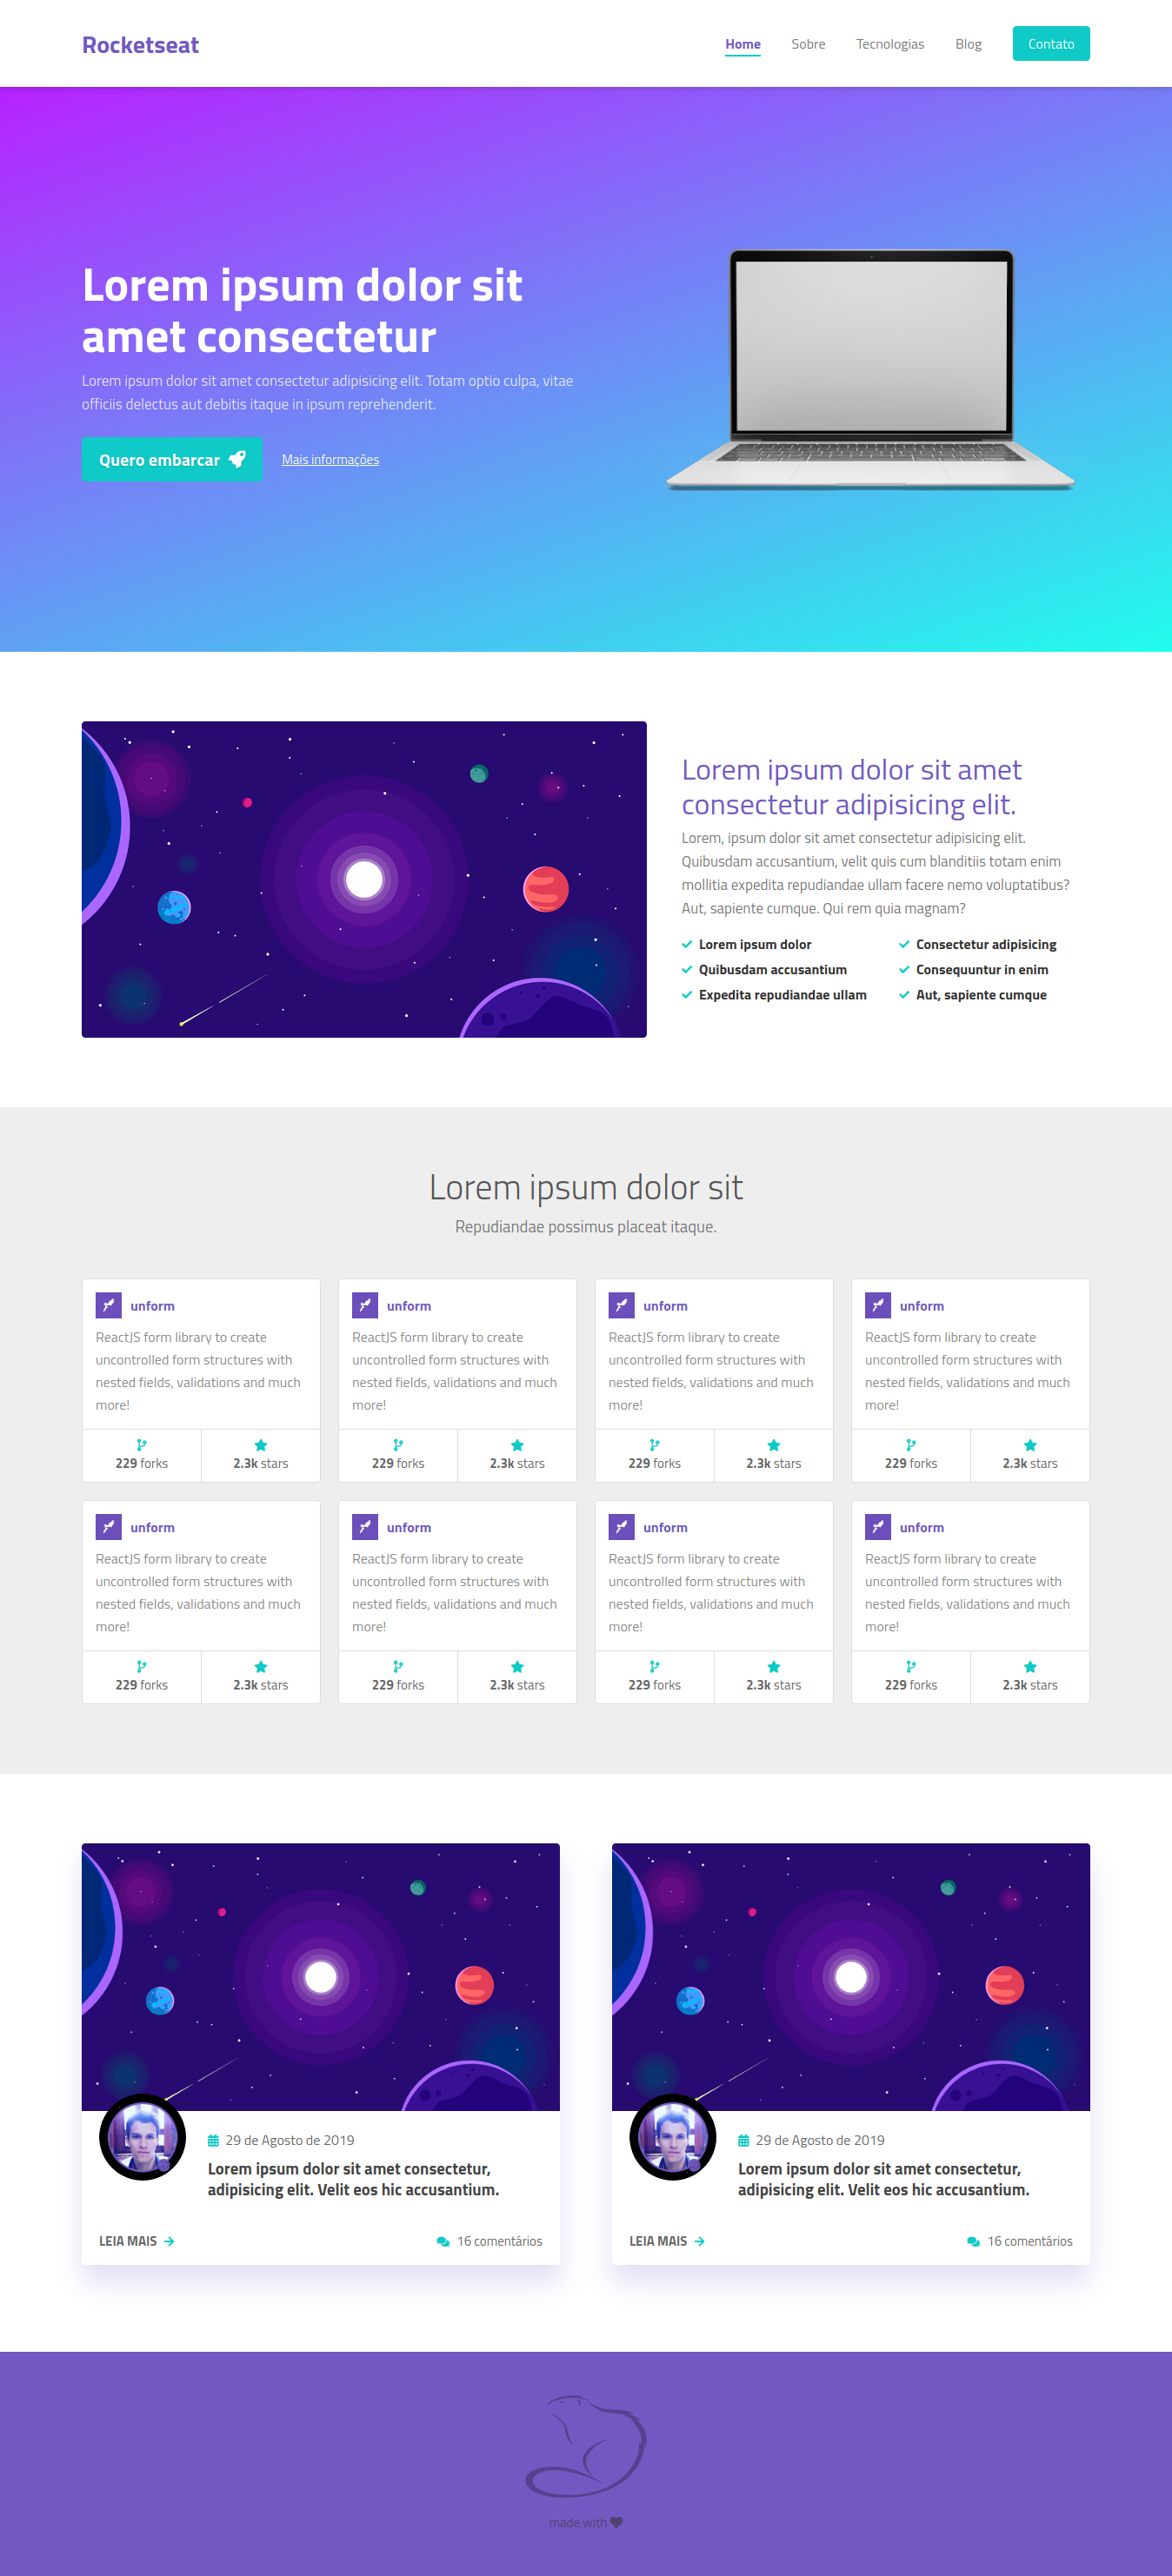 Rocketseat
Home Sobre Tecnologias Blog Contato
Lorem ipsum dolor sit
amet consectetur
Lorem ipsum dolor sit amet consectetur adipisicing elit. Totam optio culpa, vitae
officiis delectus aut debitis itaque in ipsum reprehenderit.
Quero embarcar Mais informações
Lorem ipsum dolor sit amet
consectetur adipisicing elit.
Lorem, ipsum dolor sit amet consectetur adipisicing elit.
Quibusdam accusantium, velit quis cum blanditiis totam enim
mollitia expedita repudiandae ullam facere nemo voluptatibus?
Aut, sapiente cumque. Qui rem quia magnam?
Lorem ipsum dolor Consectetur adipisicing
Quibusdam accusantium Consequuntur in enim
Expedita repudiandae ullam Aut, sapiente cumque
Lorem ipsum dolor sit
Repudiandae possimus placeat itaque.
unform unform unform unform
ReactJS form library to create ReactJS form library to create ReactJS form library to create ReactJS form library to create
uncontrolled form structures with uncontrolled form structures with uncontrolled form structures with uncontrolled form structures with
nested fields, validations and much nested fields, validations and much nested fields, validations and much nested fields, validations and much
more! more! more! more!
229 forks 2.3k stars 229 forks 2.3k stars 229 forks 2.3k stars 229 forks 2.3k stars
unform unform unform unform
ReactJS form library to create ReactJS form library to create ReactJS form library to create ReactJS form library to create
uncontrolled form structures with uncontrolled form structures with uncontrolled form structures with uncontrolled form structures with
nested fields, validations and much nested fields, validations and much nested fields, validations and much nested fields, validations and much
more! more! more! more!
229 forks 2.3k stars 229 forks 2.3k stars 229 forks 2.3k stars 229 forks 2.3k stars
29 de Agosto de 2019 29 de Agosto de 2019
Lorem ipsum dolor sit amet consectetur, Lorem ipsum dolor sit amet consectetur,
adipisicing elit. Velit eos hic accusantium. adipisicing elit. Velit eos hic accusantium.
LEIA MAIS 16 comentários LEIA MAIS 16 comentários
made with